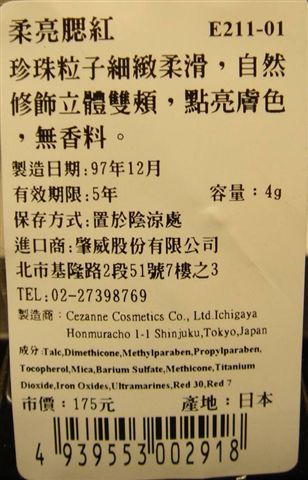 柔亮腮紅 E211-01
珍珠粒子細緻柔滑，自然
修飾立體雙頰，點亮膚色
，無香料。
製造日期:97年12月
有效期限:5年 容量：4g
保存方式:置於陰涼處
進口商:肇威股份有限公司
北市基隆路2段51號7樓之3
TEL:02-27398769
製造商：Cezanne Cosmetics Co., Ltd.Ichigaya
Honmuracho 1-1 Shinjuku,Tokyo,Japan
成分:Talc,Dimethicone,Methylparaben,Propylparaben,
Tocopherol,Mica,Barium Sulfate,Methicone,Titanium
Dioxide,Iron Oxides,Ultramarines,Red 30,Red 7
市價：175元 產地：日本
4 939553 002918